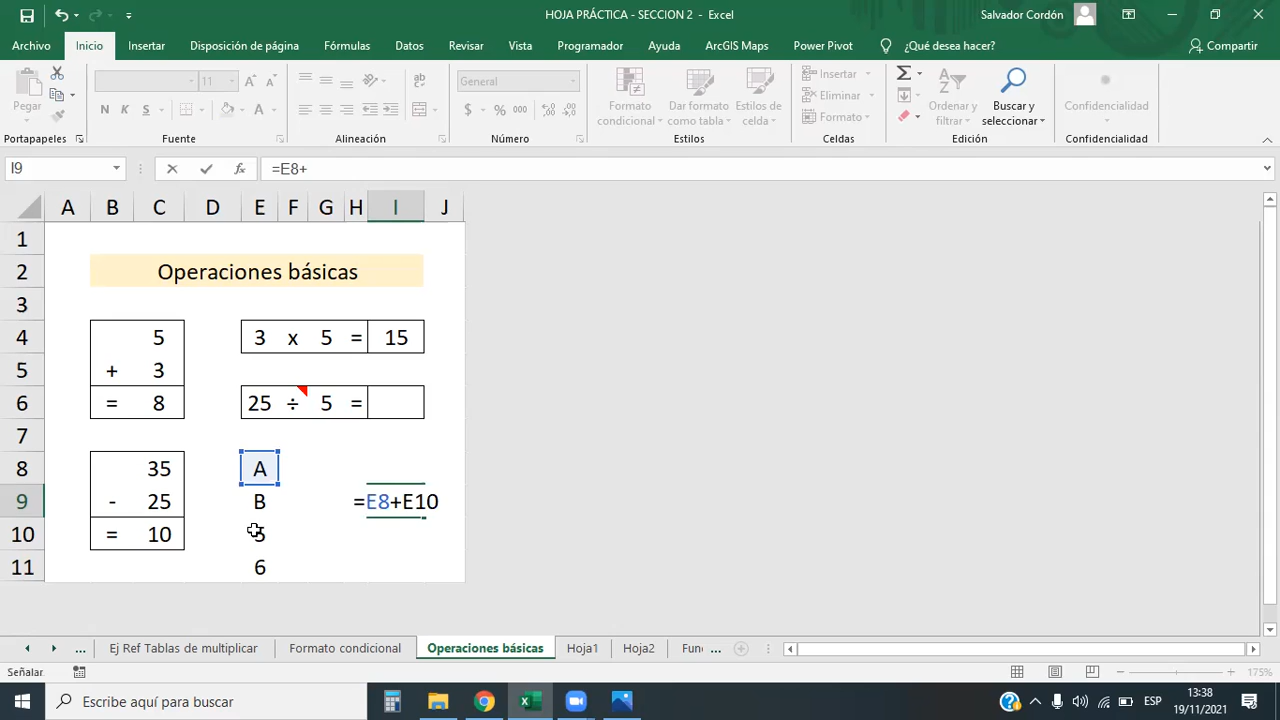 HOJA PRÁCTICA - SECCION 2 - Excel
Salvador Cordón
Archivo Inicio Insertar Disposición de página Fórmulas Datos Revisar Vista Programador Ayuda ArcGIS Maps Power Pivot ¿Qué desea hacer? Compartir
Pegar
N K S
11
General
$ % 000
Formato condicional
Dar formato como tabla
Estilos de celda
Insertar
Eliminar
Formato
Ordenar y filtrar
Buscar y seleccionar
Confidencialidad
Portapapeles Fuente Alineación Número Estilos Celdas Edición Confidencialidad
I9 =E8+
A B C D E F G H I J
1
2 Operaciones básicas
3
4 5 3 x 5 = 15
5 + 3
6 = 8 25 ÷ 5 =
7
8 35 A
9 - 25 B =E8+E10
10 = 10 5
11 6
... Ej Ref Tablas de multiplicar Formato condicional Operaciones básicas Hoja1 Hoja2 Fun ...
Señalar 175%
Escribe aquí para buscar
ESP
13:38
19/11/2021